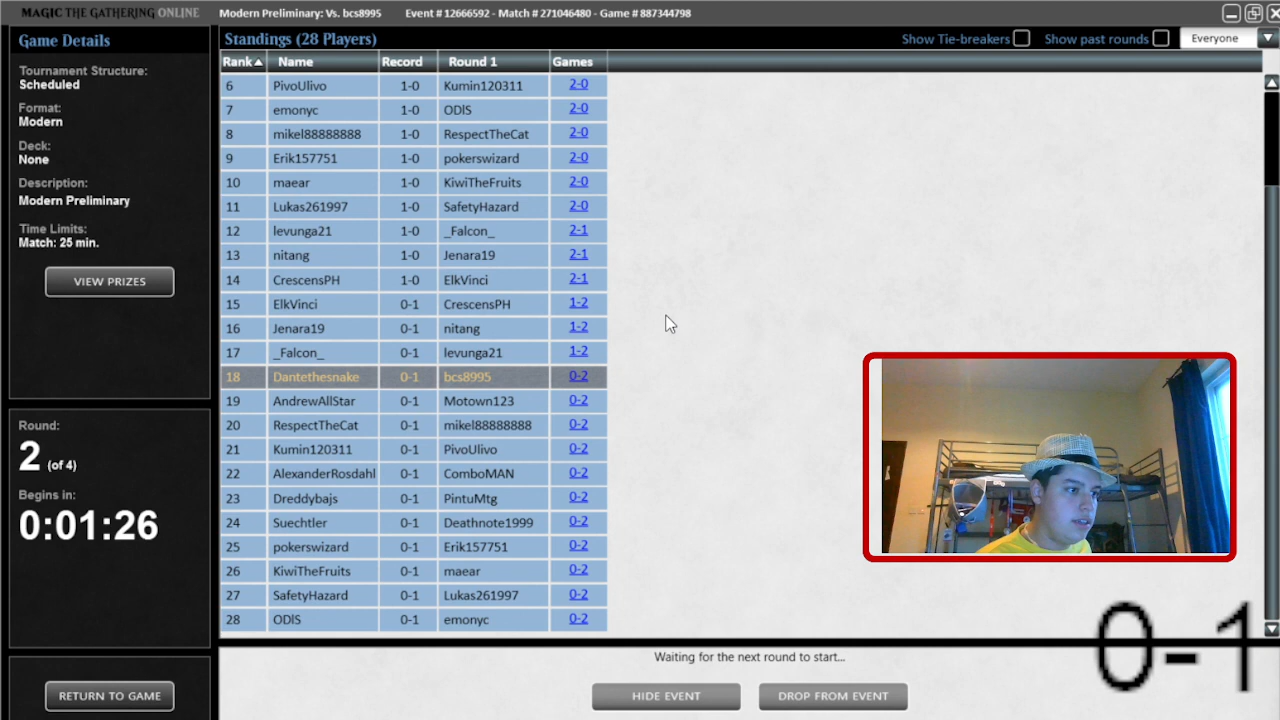 MAGIC THE GATHERING ONLINE Modern Preliminary: Vs. bcs8995 Event # 12666592 - Match # 271046480 - Game # 887344798
Game Details
Tournament Structure:
Scheduled
Format:
Modern
Deck:
None
Description:
Modern Preliminary
Time Limits:
Match: 25 min.
VIEW PRIZES
Round:
2 (of 4)
Begins in:
0:01:26
RETURN TO GAME
Standings (28 Players) Show Tie-breakers Show past rounds Everyone
Rank Name Record Round 1 Games
6 PivoUlivo 1-0 Kumin120311 2-0
7 emonyc 1-0 ODlS 2-0
8 mikel88888888 1-0 RespectTheCat 2-0
9 Erik157751 1-0 pokerswizard 2-0
10 maear 1-0 KiwiTheFruits 2-0
11 Lukas261997 1-0 SafetyHazard 2-0
12 levunga21 1-0 _Falcon_ 2-1
13 nitang 1-0 Jenara19 2-1
14 CrescensPH 1-0 ElkVinci 2-1
15 ElkVinci 0-1 CrescensPH 1-2
16 Jenara19 0-1 nitang 1-2
17 _Falcon_ 0-1 levunga21 1-2
18 Dantethesnake 0-1 bcs8995 0-2
19 AndrewAllStar 0-1 Motown123 0-2
20 RespectTheCat 0-1 mikel88888888 0-2
21 Kumin120311 0-1 PivoUlivo 0-2
22 AlexanderRosdahl 0-1 ComboMAN 0-2
23 Dreddybajs 0-1 PintuMtg 0-2
24 Suechtler 0-1 Deathnote1999 0-2
25 pokerswizard 0-1 Erik157751 0-2
26 KiwiTheFruits 0-1 maear 0-2
27 SafetyHazard 0-1 Lukas261997 0-2
28 ODlS 0-1 emonyc 0-2
0-1
Waiting for the next round to start...
HIDE EVENT DROP FROM EVENT